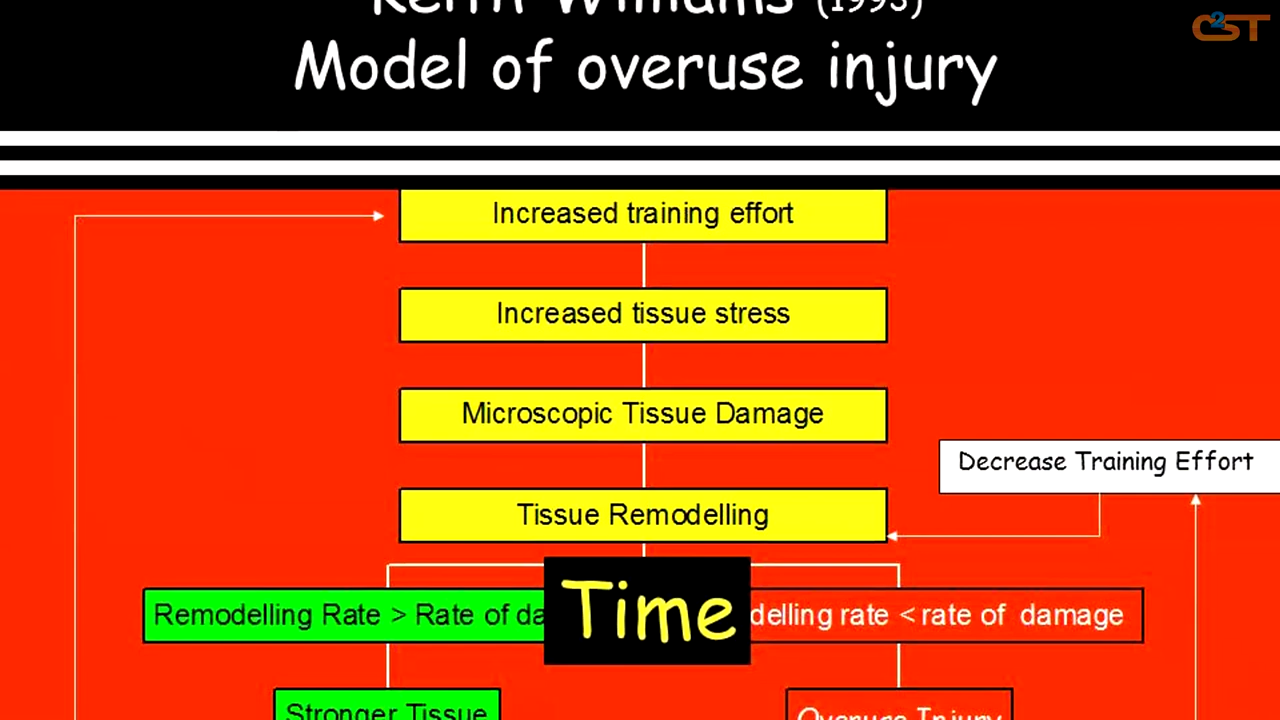 Keith Williams (1993)
Model of overuse injury
C2ST
Increased training effort
Increased tissue stress
Microscopic Tissue Damage
Decrease Training Effort
Tissue Remodelling
Remodelling Rate > Rate of da
Time
delling rate < rate of damage
Stronger Tissue
Overuse Injury